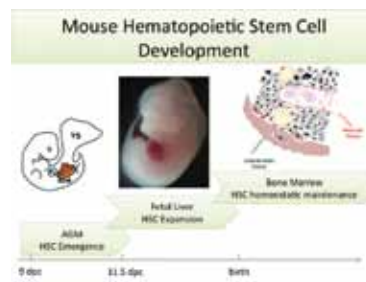 Mouse Hematopoietic Stem Cell
Development
YS
Bone Marrow
HSC homeostatic maintenance
Fetal Liver
HSC Expansion
AGM
HSC Emergence
9 dpc
11.5 dpc
Birth